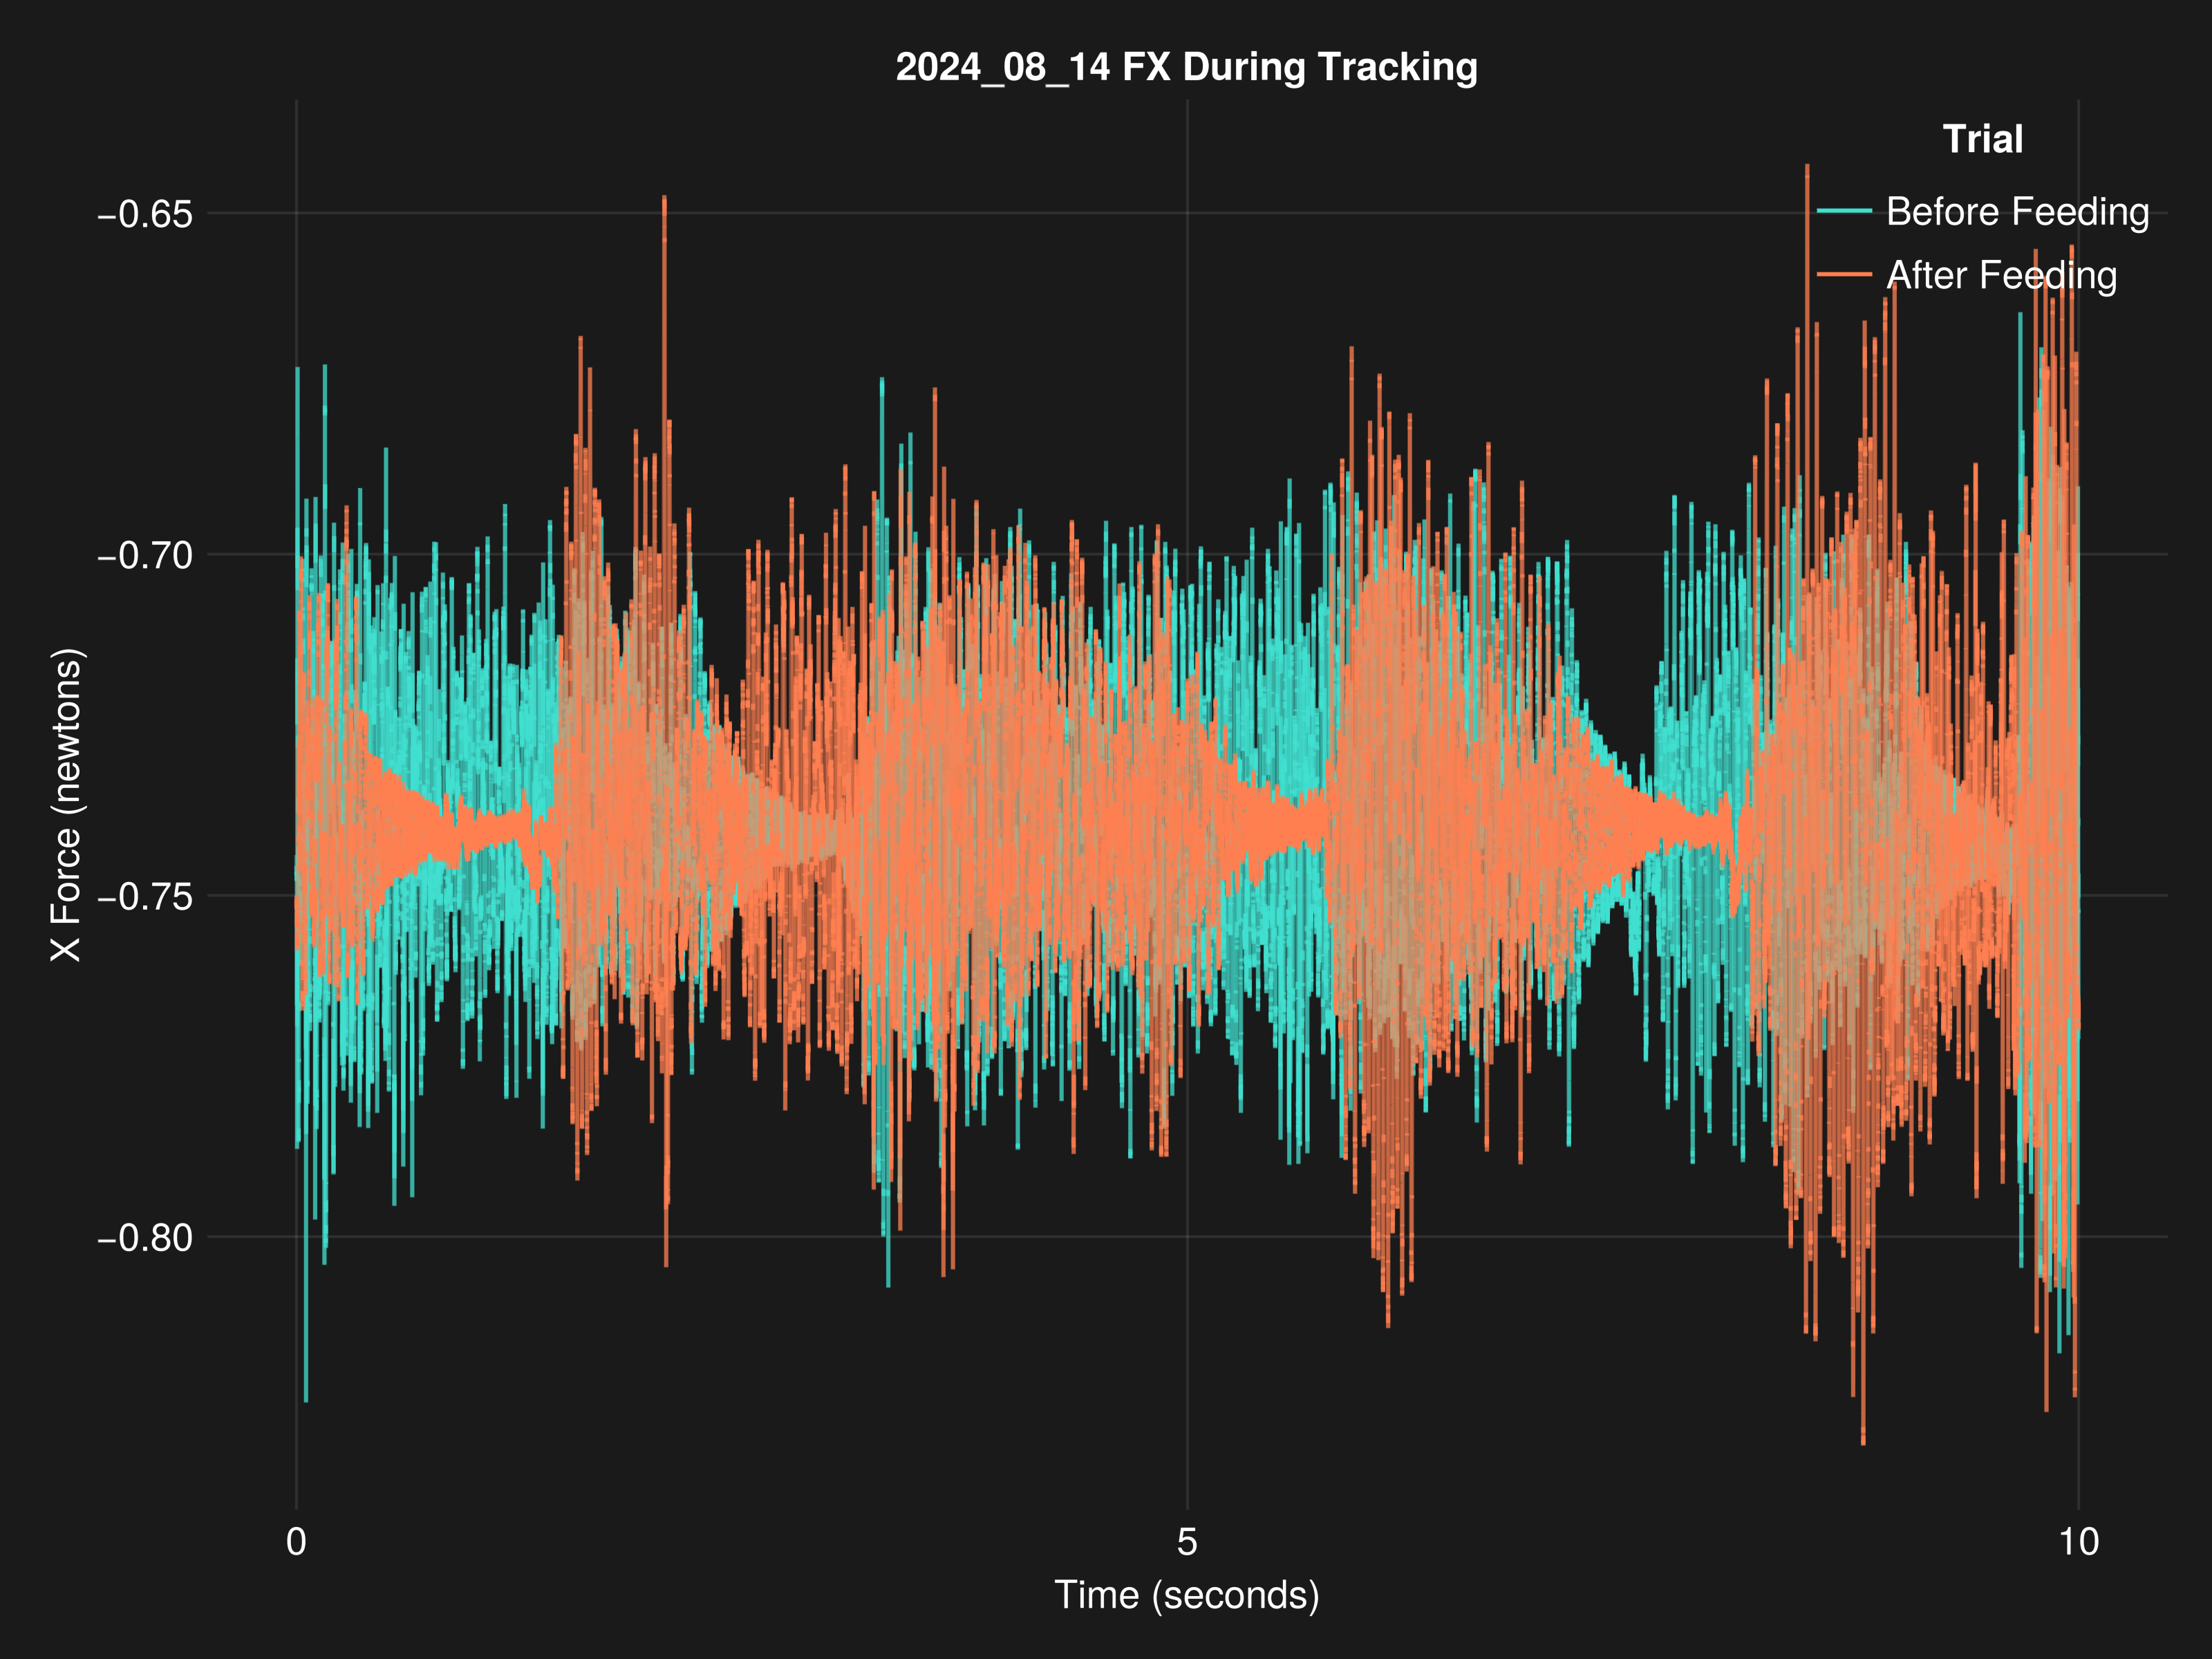 2024_08_14 FX During Tracking
Trial
Before Feeding
After Feeding
X Force (newtons)
−0.65
−0.70
−0.75
−0.80
0
5
10
Time (seconds)